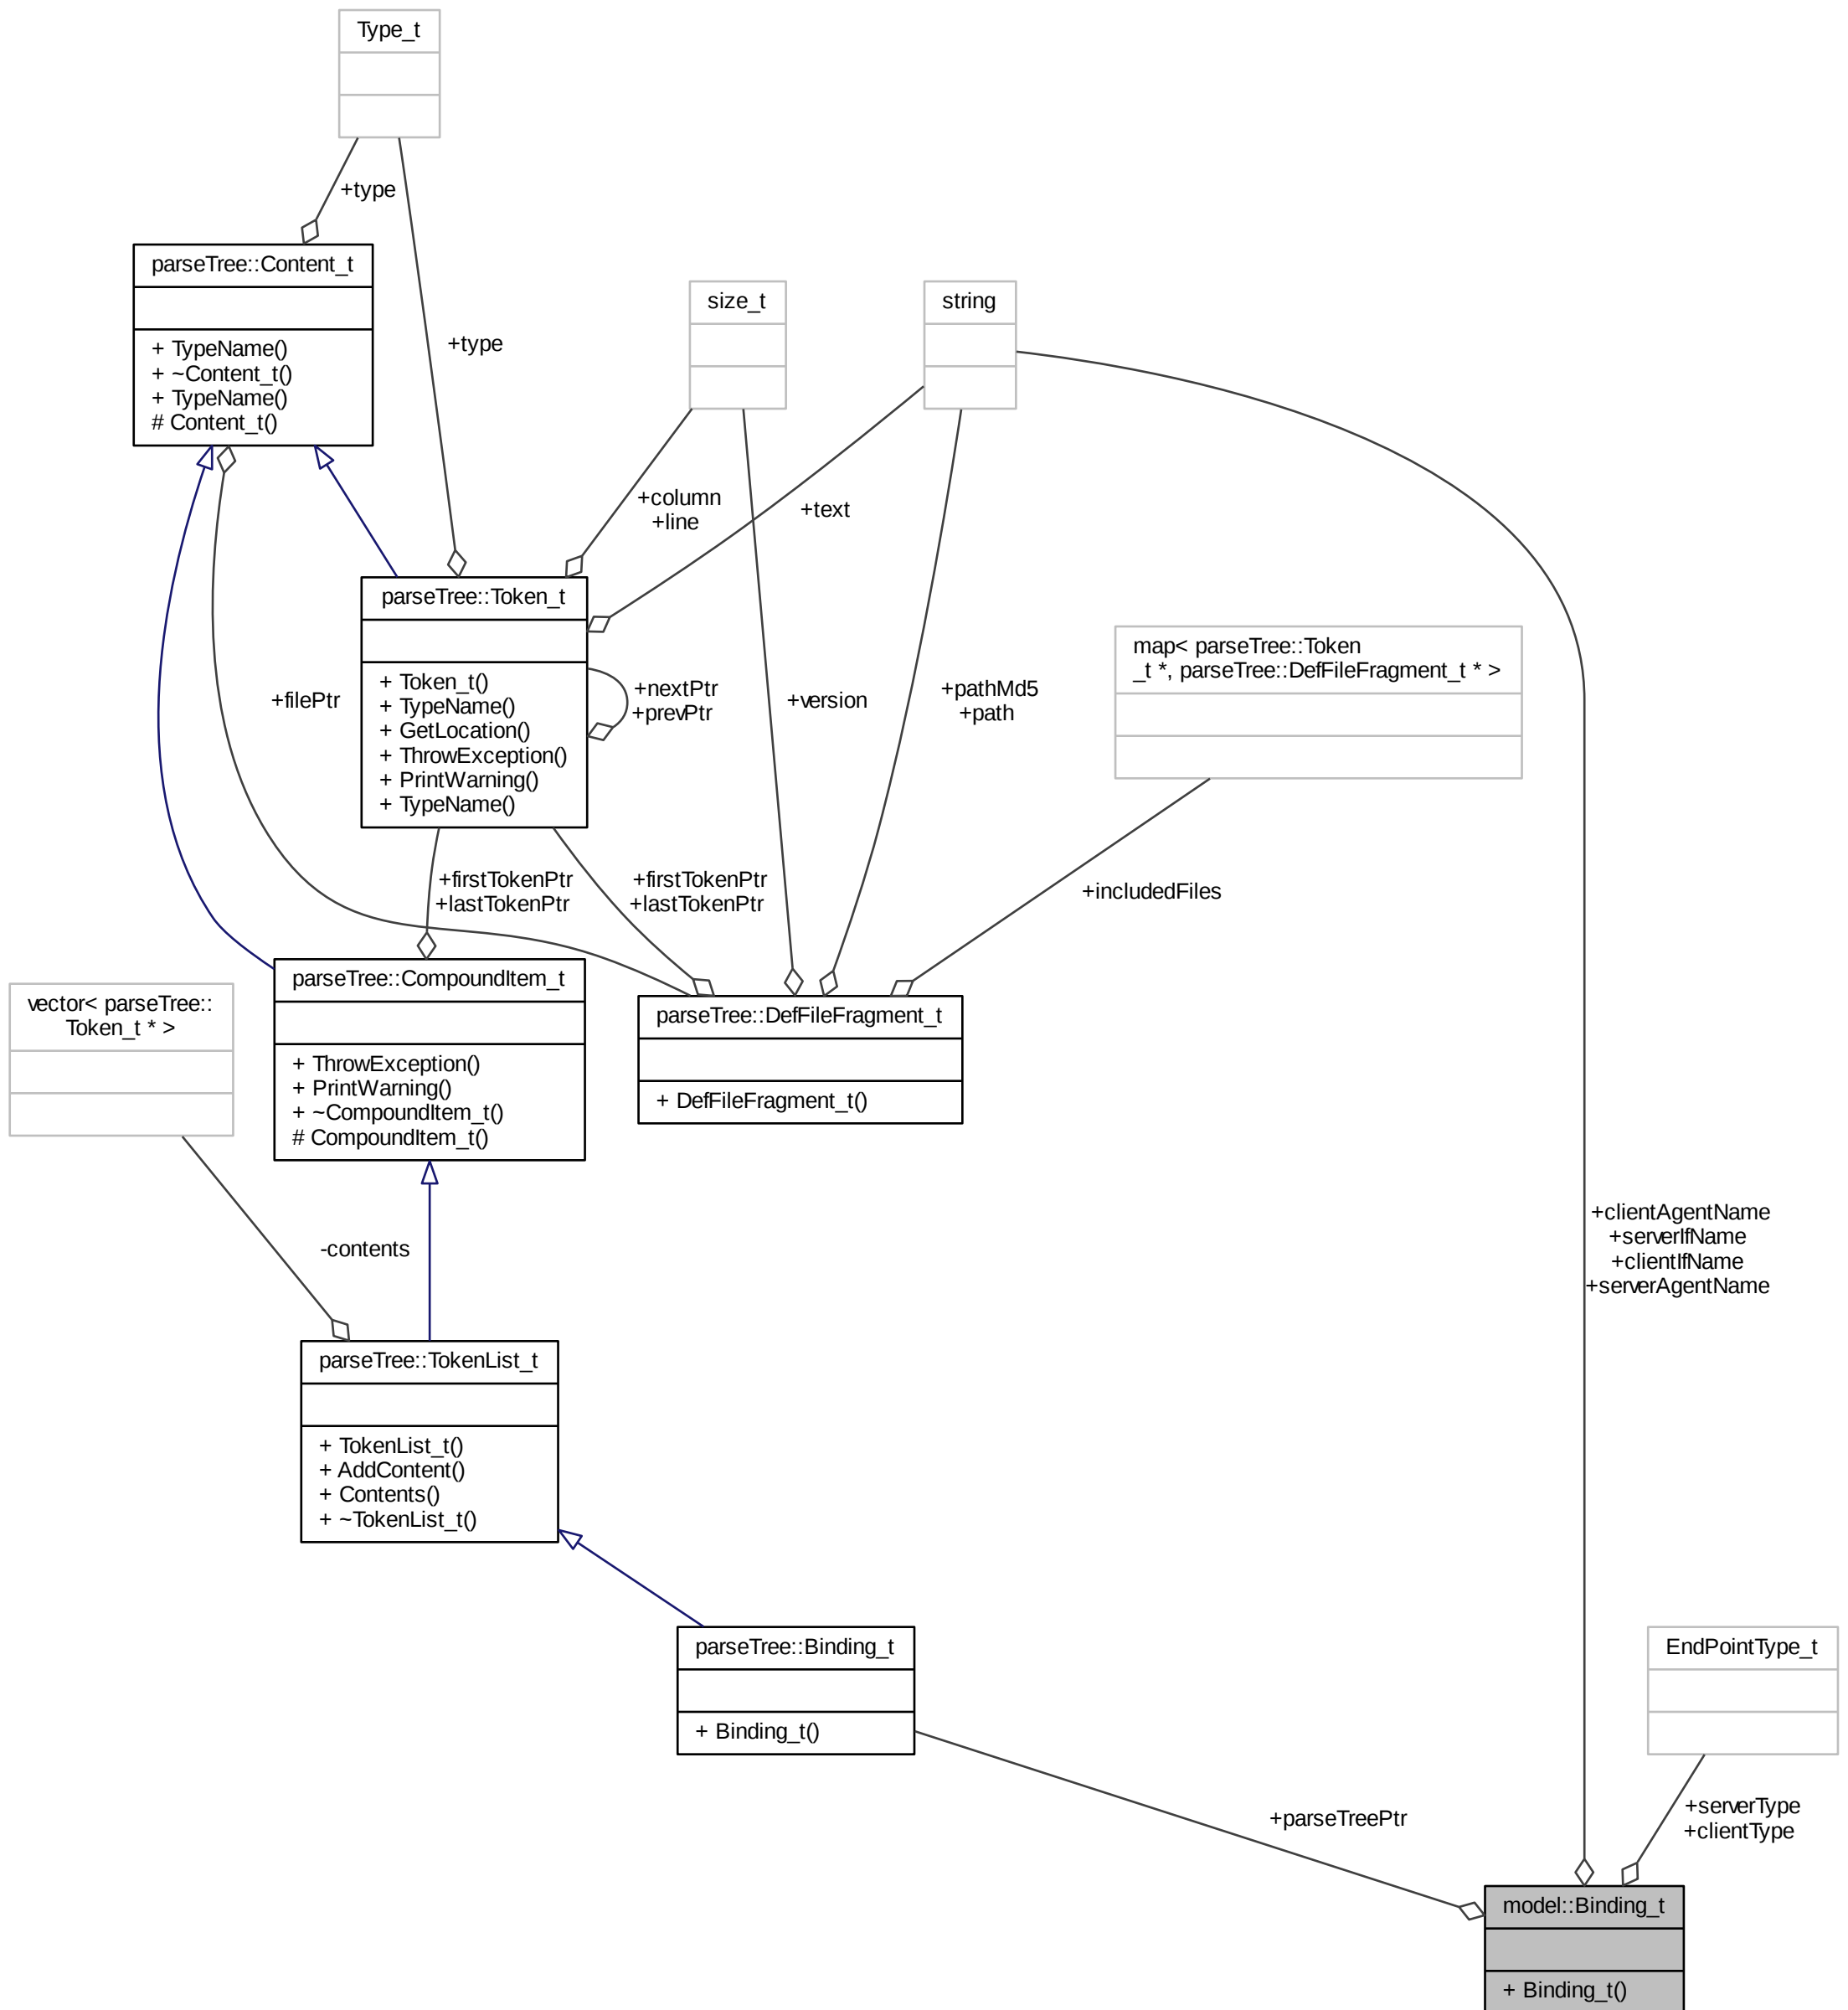 Type_t
+type
parseTree::Content_t
+ TypeName()
+ ~Content_t()
+ TypeName()
# Content_t()
size_t
string
+type
+column
+line
+text
parseTree::Token_t
+ Token_t()
+ TypeName()
+ GetLocation()
+ ThrowException()
+ PrintWarning()
+ TypeName()
+nextPtr
+prevPtr
map< parseTree::Token
_t *, parseTree::DefFileFragment_t * >
+filePtr
+version
+pathMd5
+path
+firstTokenPtr
+lastTokenPtr
+firstTokenPtr
+lastTokenPtr
+includedFiles
vector< parseTree::
Token_t * >
parseTree::CompoundItem_t
+ ThrowException()
+ PrintWarning()
+ ~CompoundItem_t()
# CompoundItem_t()
parseTree::DefFileFragment_t
+ DefFileFragment_t()
-contents
+clientAgentName
+serverIfName
+clientIfName
+serverAgentName
parseTree::TokenList_t
+ TokenList_t()
+ AddContent()
+ Contents()
+ ~TokenList_t()
parseTree::Binding_t
+ Binding_t()
EndPointType_t
+parseTreePtr
+serverType
+clientType
model::Binding_t
+ Binding_t()